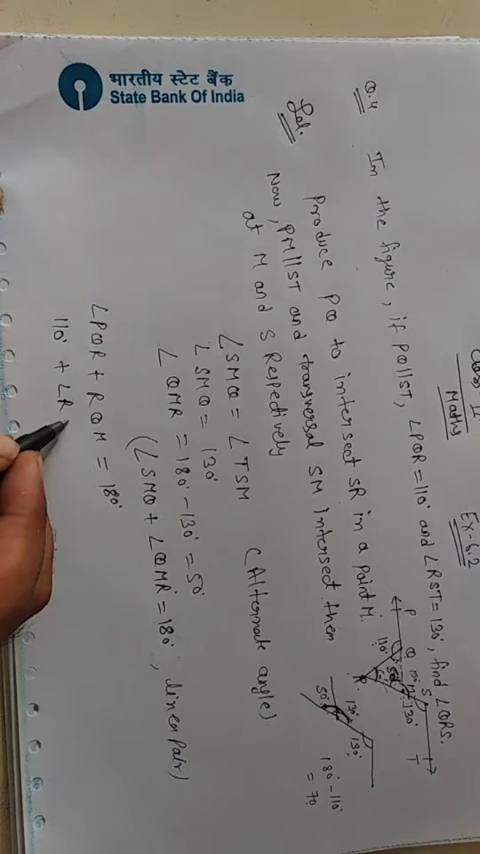 भारतीय स्टेट बैंक
State Bank Of India
Class IX
Maths
Ex-6.2
Q.4 In the figure, if PQ||ST, ∠PQR = 110° and ∠RST = 130°, find ∠QRS.
Sol. Produce PQ to intersect SR in a point M.
Now, PM||ST and transversal SM Intersect them
at M and S Respectively
∠SMQ = ∠TSM (Alternate angle)
∠SMQ = 130°
∠QMR = 180° - 130° = 50°
(∠SMQ + ∠QMR = 180°, linear Pair)
∠PQR + RQM = 180°
110° + ∠R
P Q M S T
110° 130°
R
130°
50° 130°
180° - 110°
= 70